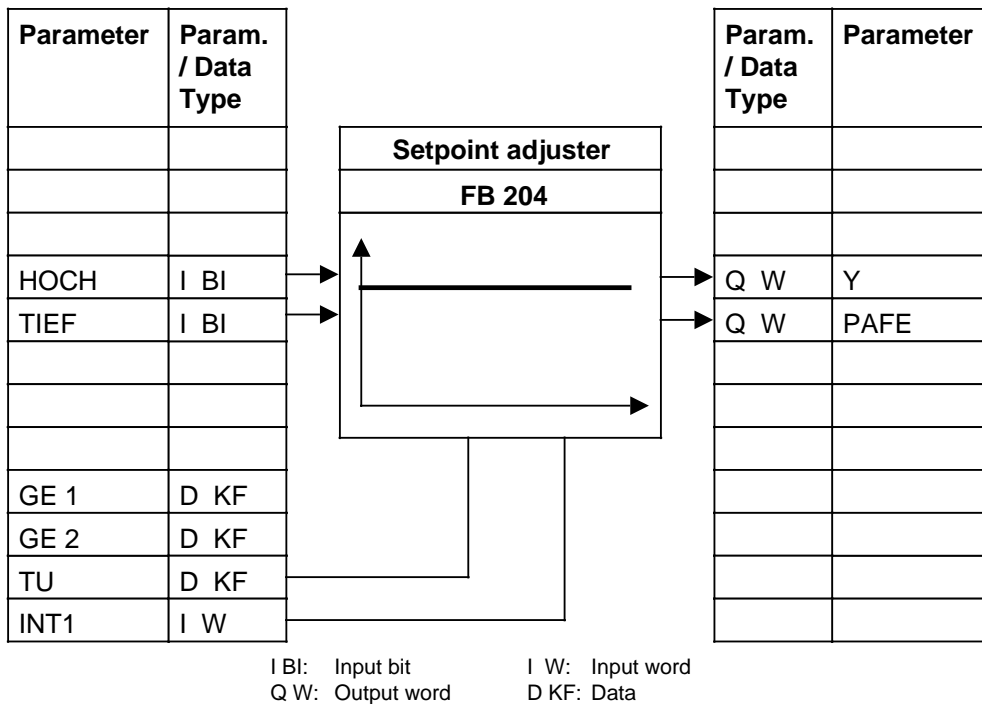 Parameter Param. / Data Type
Param. / Data Type Parameter
Setpoint adjuster
FB 204
HOCH I BI
Q W Y
TIEF I BI
Q W PAFE
GE 1 D KF
GE 2 D KF
TU D KF
INT1 I W
I BI: Input bit I W: Input word
Q W: Output word D KF: Data